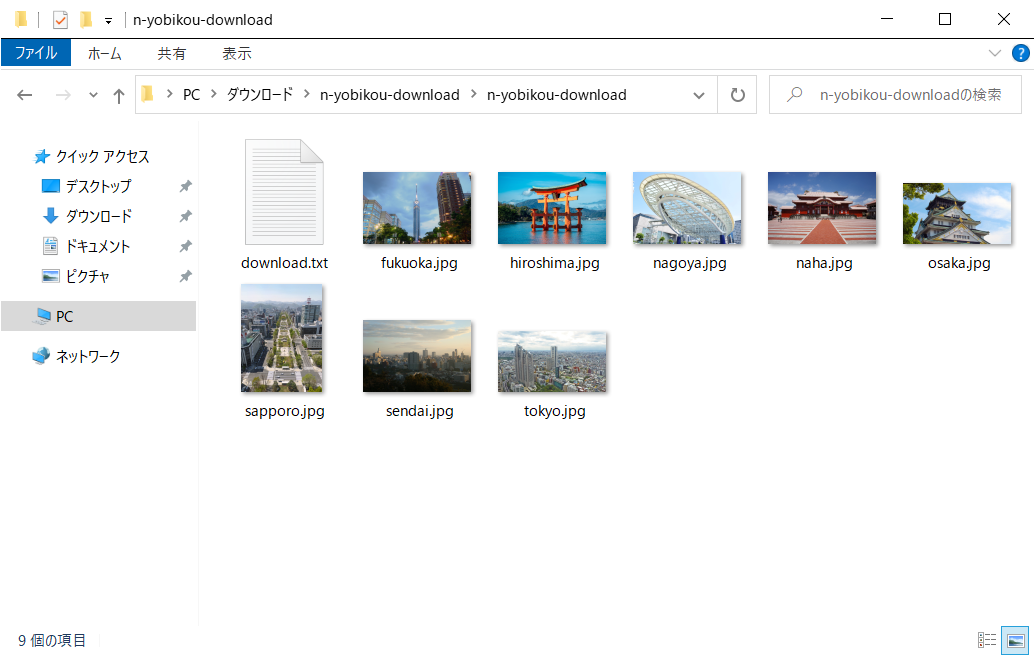 n-yobikou-download
ファイル ホーム 共有 表示
PC ダウンロード n-yobikou-download n-yobikou-download n-yobikou-downloadの検索
クイック アクセス
デスクトップ
ダウンロード
ドキュメント
ピクチャ
PC
ネットワーク
download.txt fukuoka.jpg hiroshima.jpg nagoya.jpg naha.jpg osaka.jpg
sapporo.jpg sendai.jpg tokyo.jpg
9 個の項目